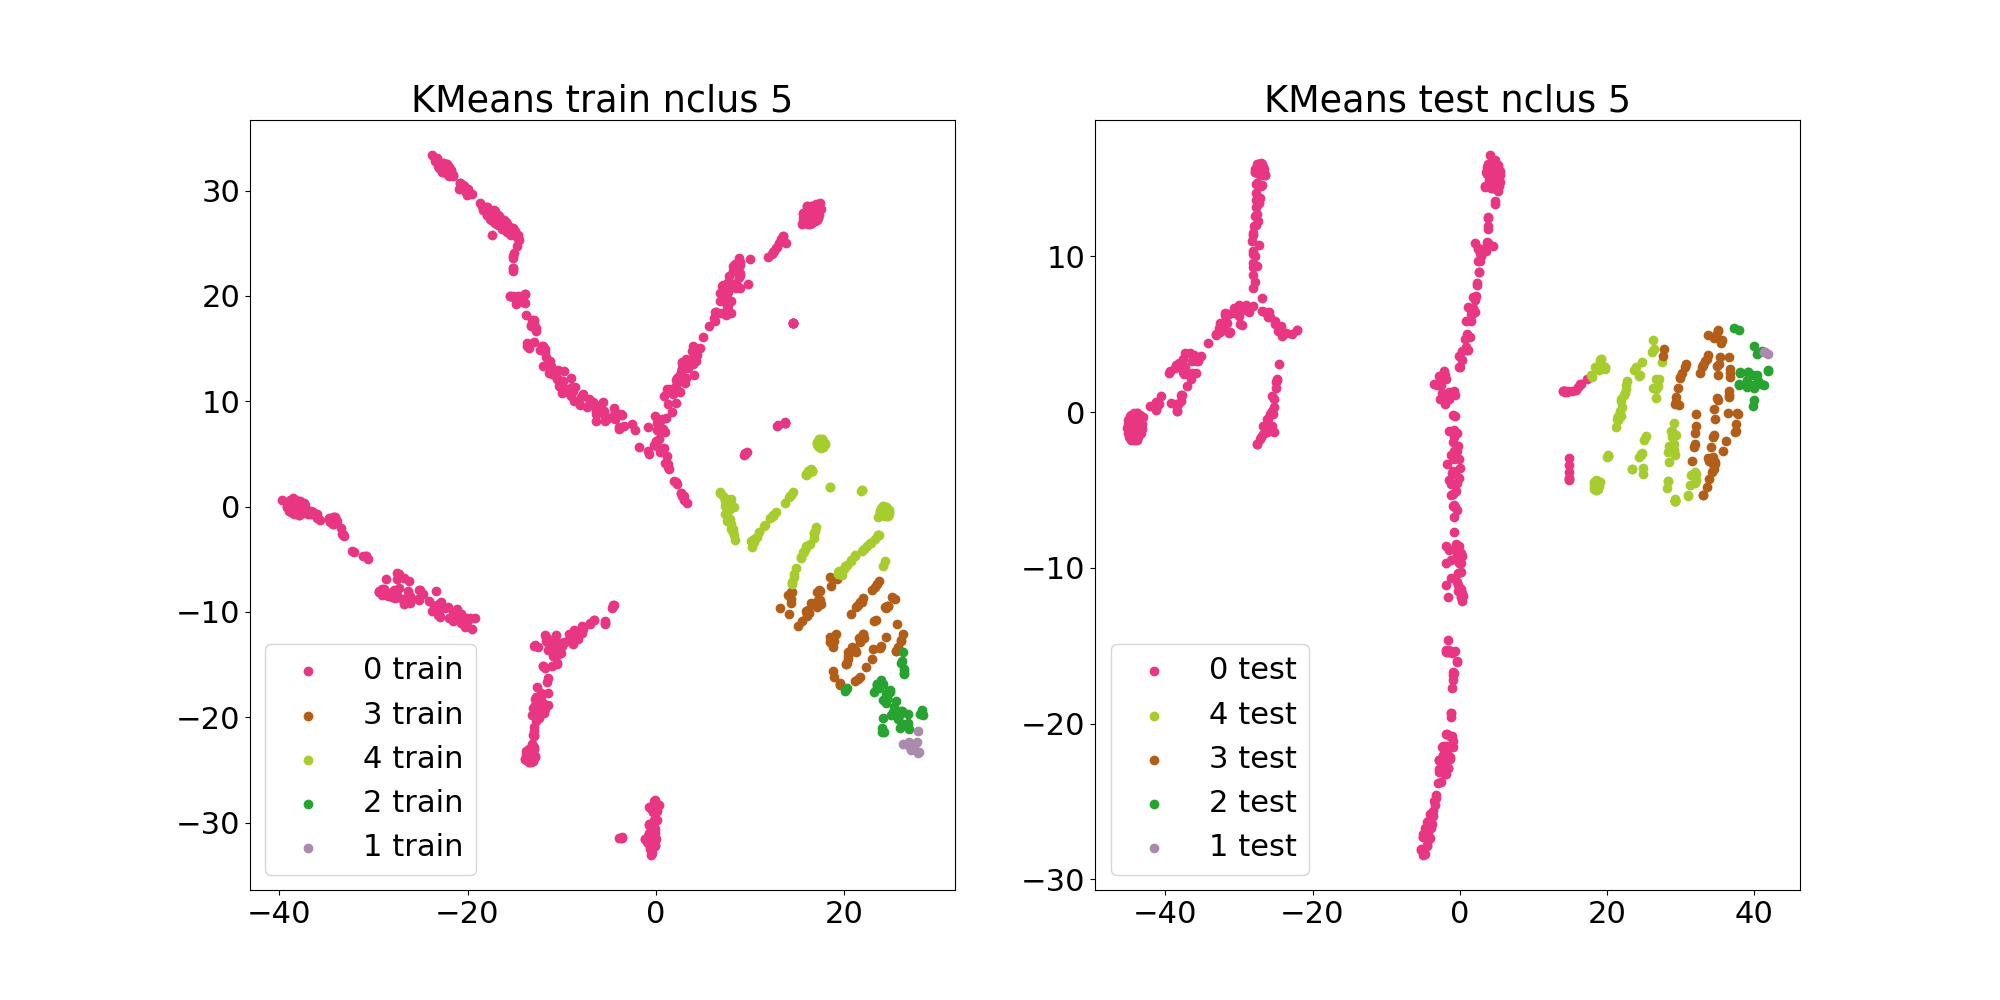 KMeans train nclus 5
30
20
10
0
−10
−20
−30
−40
−20
0
20
0 train
3 train
4 train
2 train
1 train
KMeans test nclus 5
10
0
−10
−20
−30
−40
−20
0
20
40
0 test
4 test
3 test
2 test
1 test